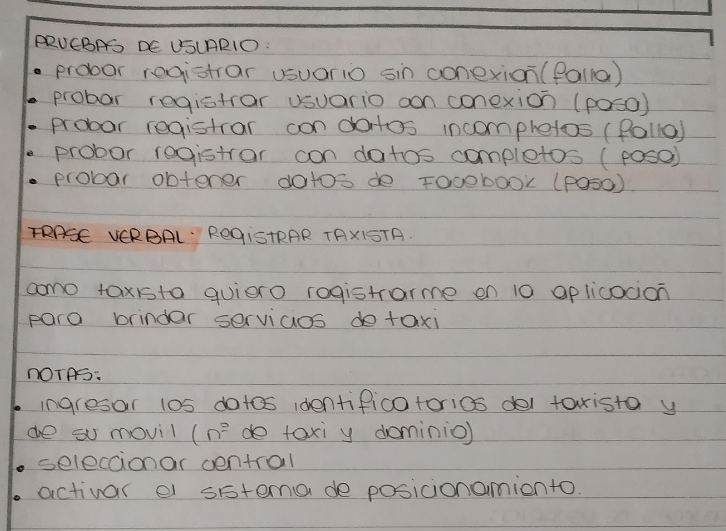 PRUEBAS DE USUARIO:
• probar registrar usuario sin conexión (falla)
• probar registrar usuario con conexión (pasa)
• probar registrar con datos incompletos (falla)
• probar registrar con datos completos (pasa)
• probar obtener datos de Facebook (pasa)
FRASE VERBAL: REGISTRAR TAXISTA.
como taxista quiero registrarme en la aplicación
para brindar servicios de taxi
NOTAS:
• ingresar los datos identificatorios del taxista y
de su movil (nº de taxi y dominio)
• seleccionar central
• activar el sistema de posicionamiento.